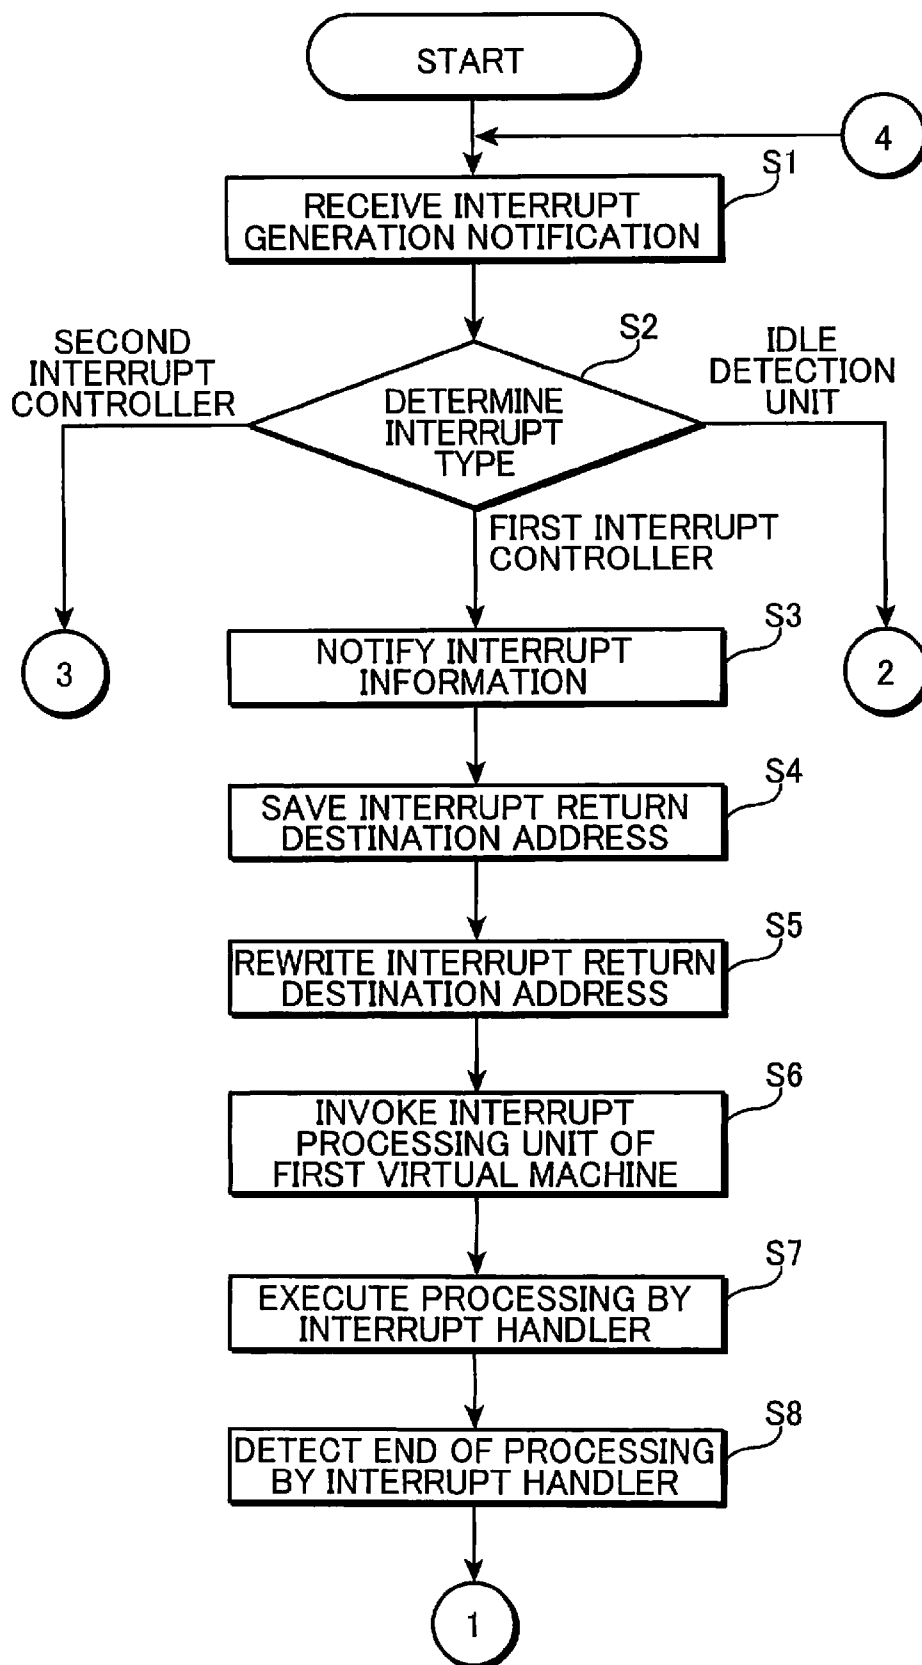 START
4
S1
RECEIVE INTERRUPT
GENERATION NOTIFICATION
SECOND
INTERRUPT
CONTROLLER
S2
IDLE
DETECTION
UNIT
DETERMINE
INTERRUPT
TYPE
FIRST INTERRUPT
CONTROLLER
3
S3
NOTIFY INTERRUPT
INFORMATION
2
S4
SAVE INTERRUPT RETURN
DESTINATION ADDRESS
S5
REWRITE INTERRUPT RETURN
DESTINATION ADDRESS
S6
INVOKE INTERRUPT
PROCESSING UNIT OF
FIRST VIRTUAL MACHINE
S7
EXECUTE PROCESSING BY
INTERRUPT HANDLER
S8
DETECT END OF PROCESSING
BY INTERRUPT HANDLER
1